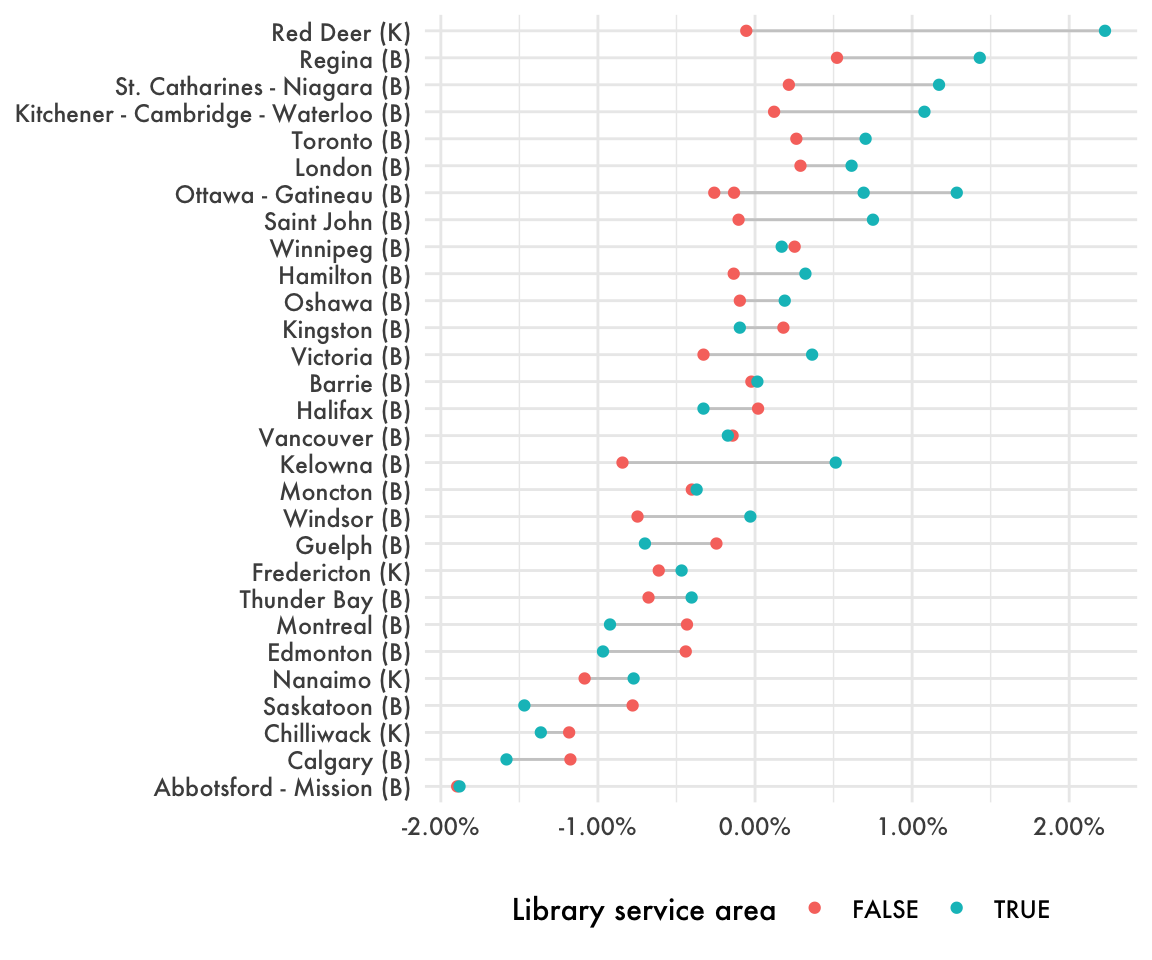 Red Deer (K)
Regina (B)
St. Catharines - Niagara (B)
Kitchener - Cambridge - Waterloo (B)
Toronto (B)
London (B)
Ottawa - Gatineau (B)
Saint John (B)
Winnipeg (B)
Hamilton (B)
Oshawa (B)
Kingston (B)
Victoria (B)
Barrie (B)
Halifax (B)
Vancouver (B)
Kelowna (B)
Moncton (B)
Windsor (B)
Guelph (B)
Fredericton (K)
Thunder Bay (B)
Montreal (B)
Edmonton (B)
Nanaimo (K)
Saskatoon (B)
Chilliwack (K)
Calgary (B)
Abbotsford - Mission (B)
-2.00% -1.00% 0.00% 1.00% 2.00%
Library service area FALSE TRUE